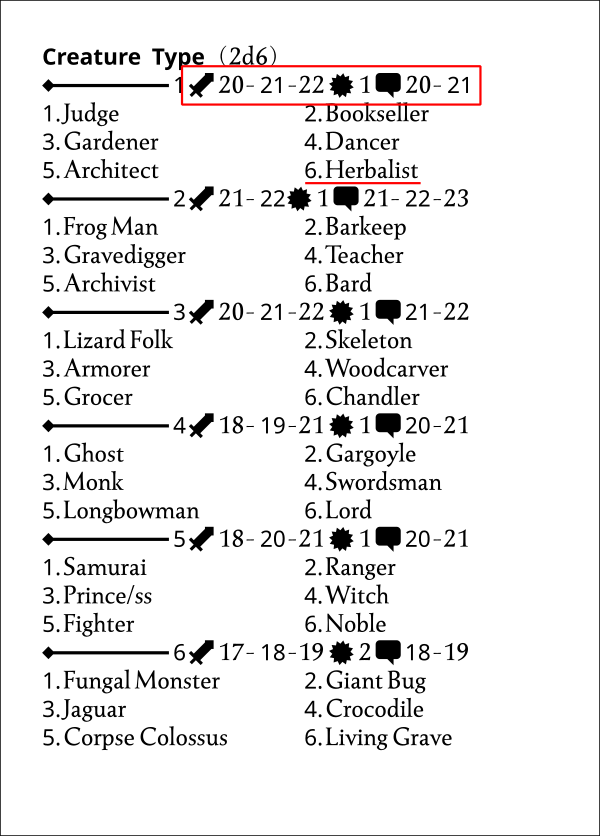 Creature Type (2d6)
1 20-21-22 1 20-21
1.Judge 2.Bookseller
3.Gardener 4.Dancer
5.Architect 6.Herbalist
2 21-22 1 21-22-23
1.Frog Man 2.Barkeep
3.Gravedigger 4.Teacher
5.Archivist 6.Bard
3 20-21-22 1 21-22
1.Lizard Folk 2.Skeleton
3.Armorer 4.Woodcarver
5.Grocer 6.Chandler
4 18-19-21 1 20-21
1.Ghost 2.Gargoyle
3.Monk 4.Swordsman
5.Longbowman 6.Lord
5 18-20-21 1 20-21
1.Samurai 2.Ranger
3.Prince/ss 4.Witch
5.Fighter 6.Noble
6 17-18-19 2 18-19
1.Fungal Monster 2.Giant Bug
3.Jaguar 4.Crocodile
5.Corpse Colossus 6.Living Grave